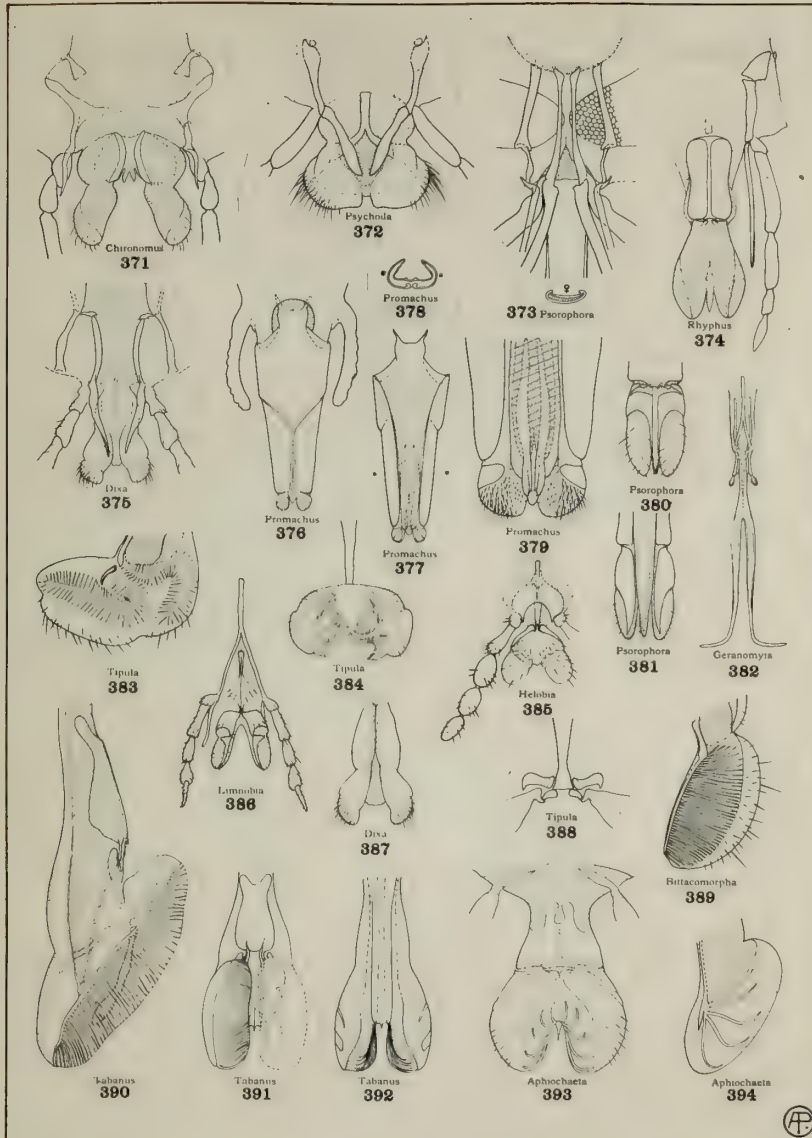 Chironomus
371
Psychoda
372
Promachus
378
♀
373 Psorophora
Rhyphus
374
Dixa
375
Promachus
376
Promachus
377
Promachus
379
Psorophora
380
Psorophora
381
Geranomyia
382
Tipula
383
Tipula
384
Helobia
385
Limnobia
386
Dixa
387
Tipula
388
Bittacomorpha
389
Tabanus
390
Tabanus
391
Tabanus
392
Aphiochaeta
393
Aphiochaeta
394
AP.